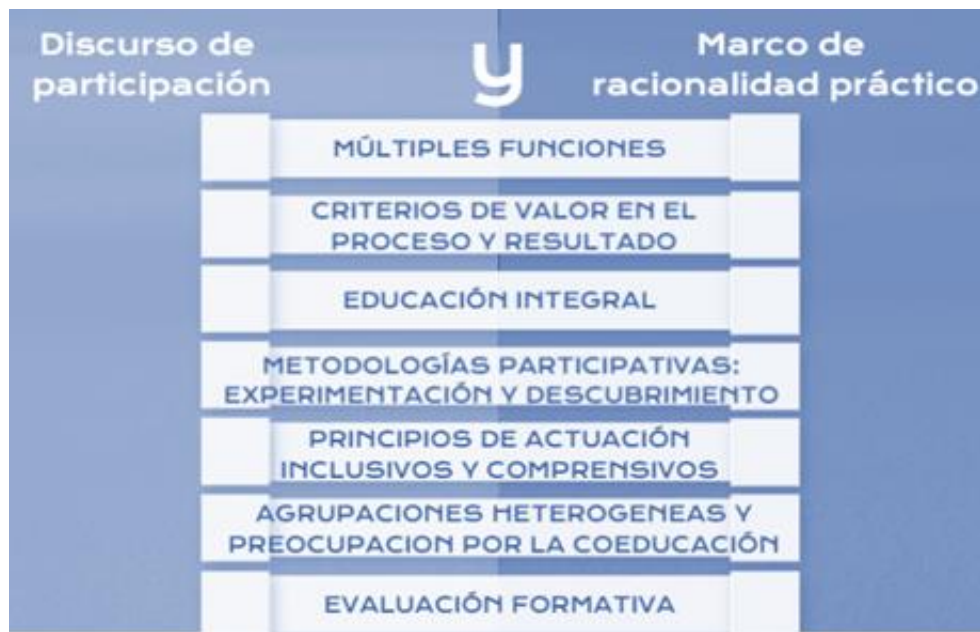 Discurso de
participación
y
Marco de
racionalidad práctico
MÚLTIPLES FUNCIONES
CRITERIOS DE VALOR EN EL
PROCESO Y RESULTADO
EDUCACIÓN INTEGRAL
METODOLOGÍAS PARTICIPATIVAS:
EXPERIMENTACIÓN Y DESCUBRIMIENTO
PRINCIPIOS DE ACTUACIÓN
INCLUSIVOS Y COMPRENSIVOS
AGRUPACIONES HETEROGENEAS Y
PREOCUPACION POR LA COEDUCACIÓN
EVALUACIÓN FORMATIVA